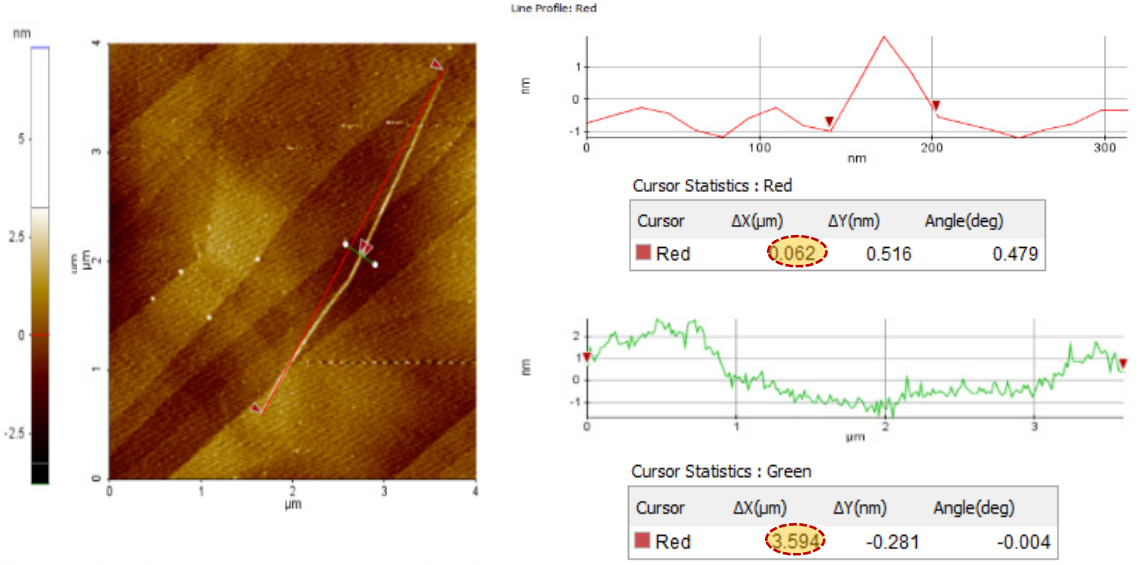 Line Profile: Red
nm
5
2.5
0
-2.5
µm
4
3
2
1
0
0 1 2 3 4
µm
nm
1
0
-1
0 100 200 300
nm
Cursor Statistics : Red
Cursor ΔX(µm) ΔY(nm) Angle(deg)
Red 0.062 0.516 0.479
nm
2
1
0
-1
0 1 2 3
µm
Cursor Statistics : Green
Cursor ΔX(µm) ΔY(nm) Angle(deg)
Red 3.594 -0.281 -0.004